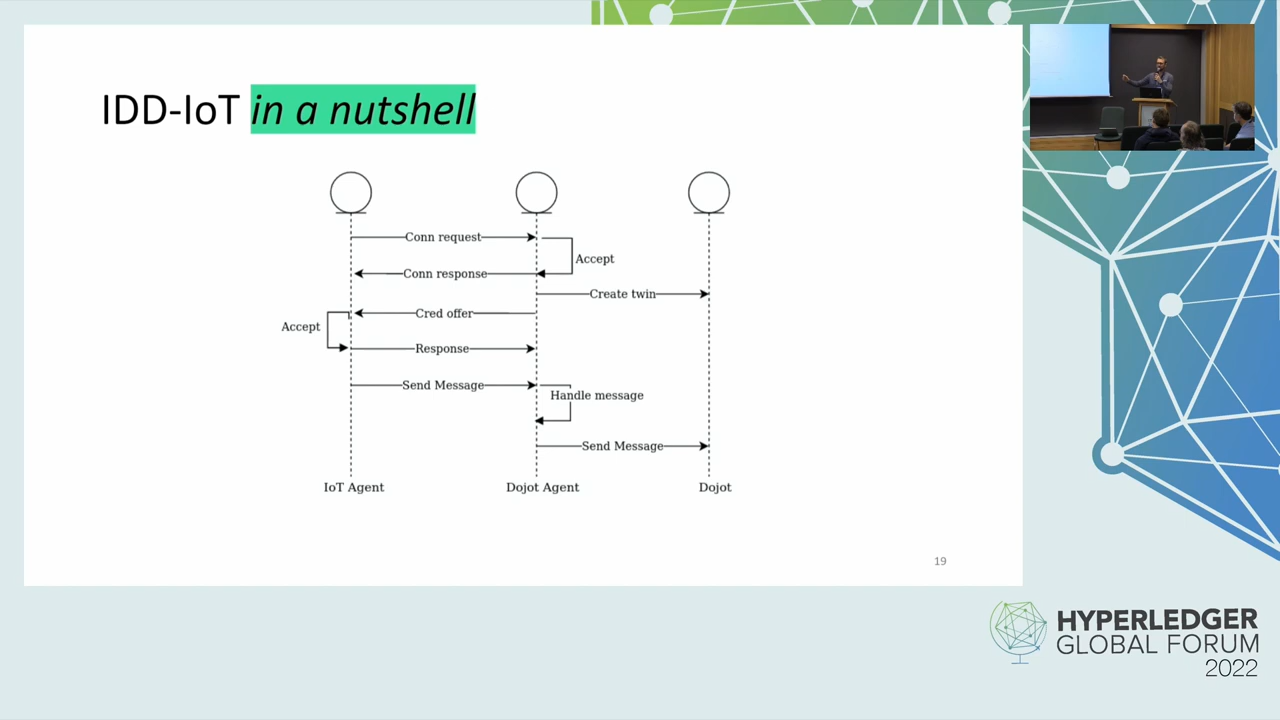 IDD-IoT in a nutshell
Conn request
Accept
Conn response
Create twin
Cred offer
Accept
Response
Send Message
Handle message
Send Message
IoT Agent
Dojot Agent
Dojot
19
HYPERLEDGER
GLOBAL FORUM
2022